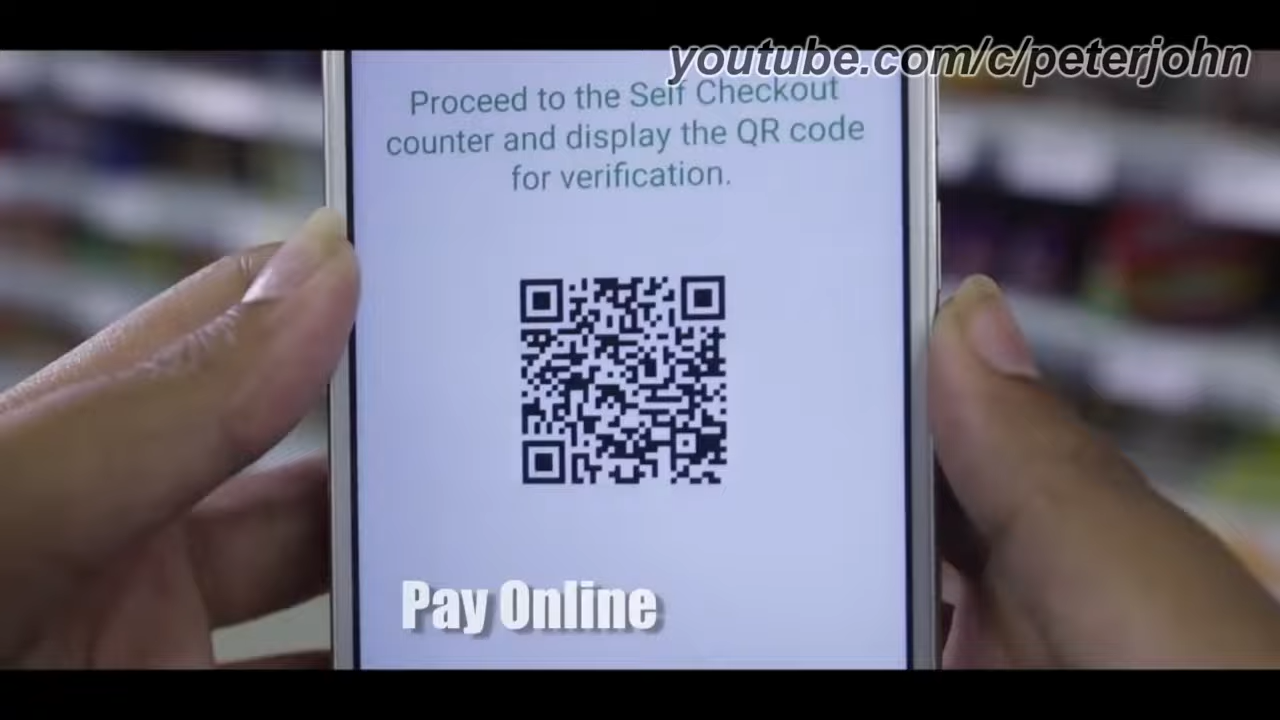 youtube.com/c/peterjohn
Proceed to the Self Checkout
counter and display the QR code
for verification.
Pay Online